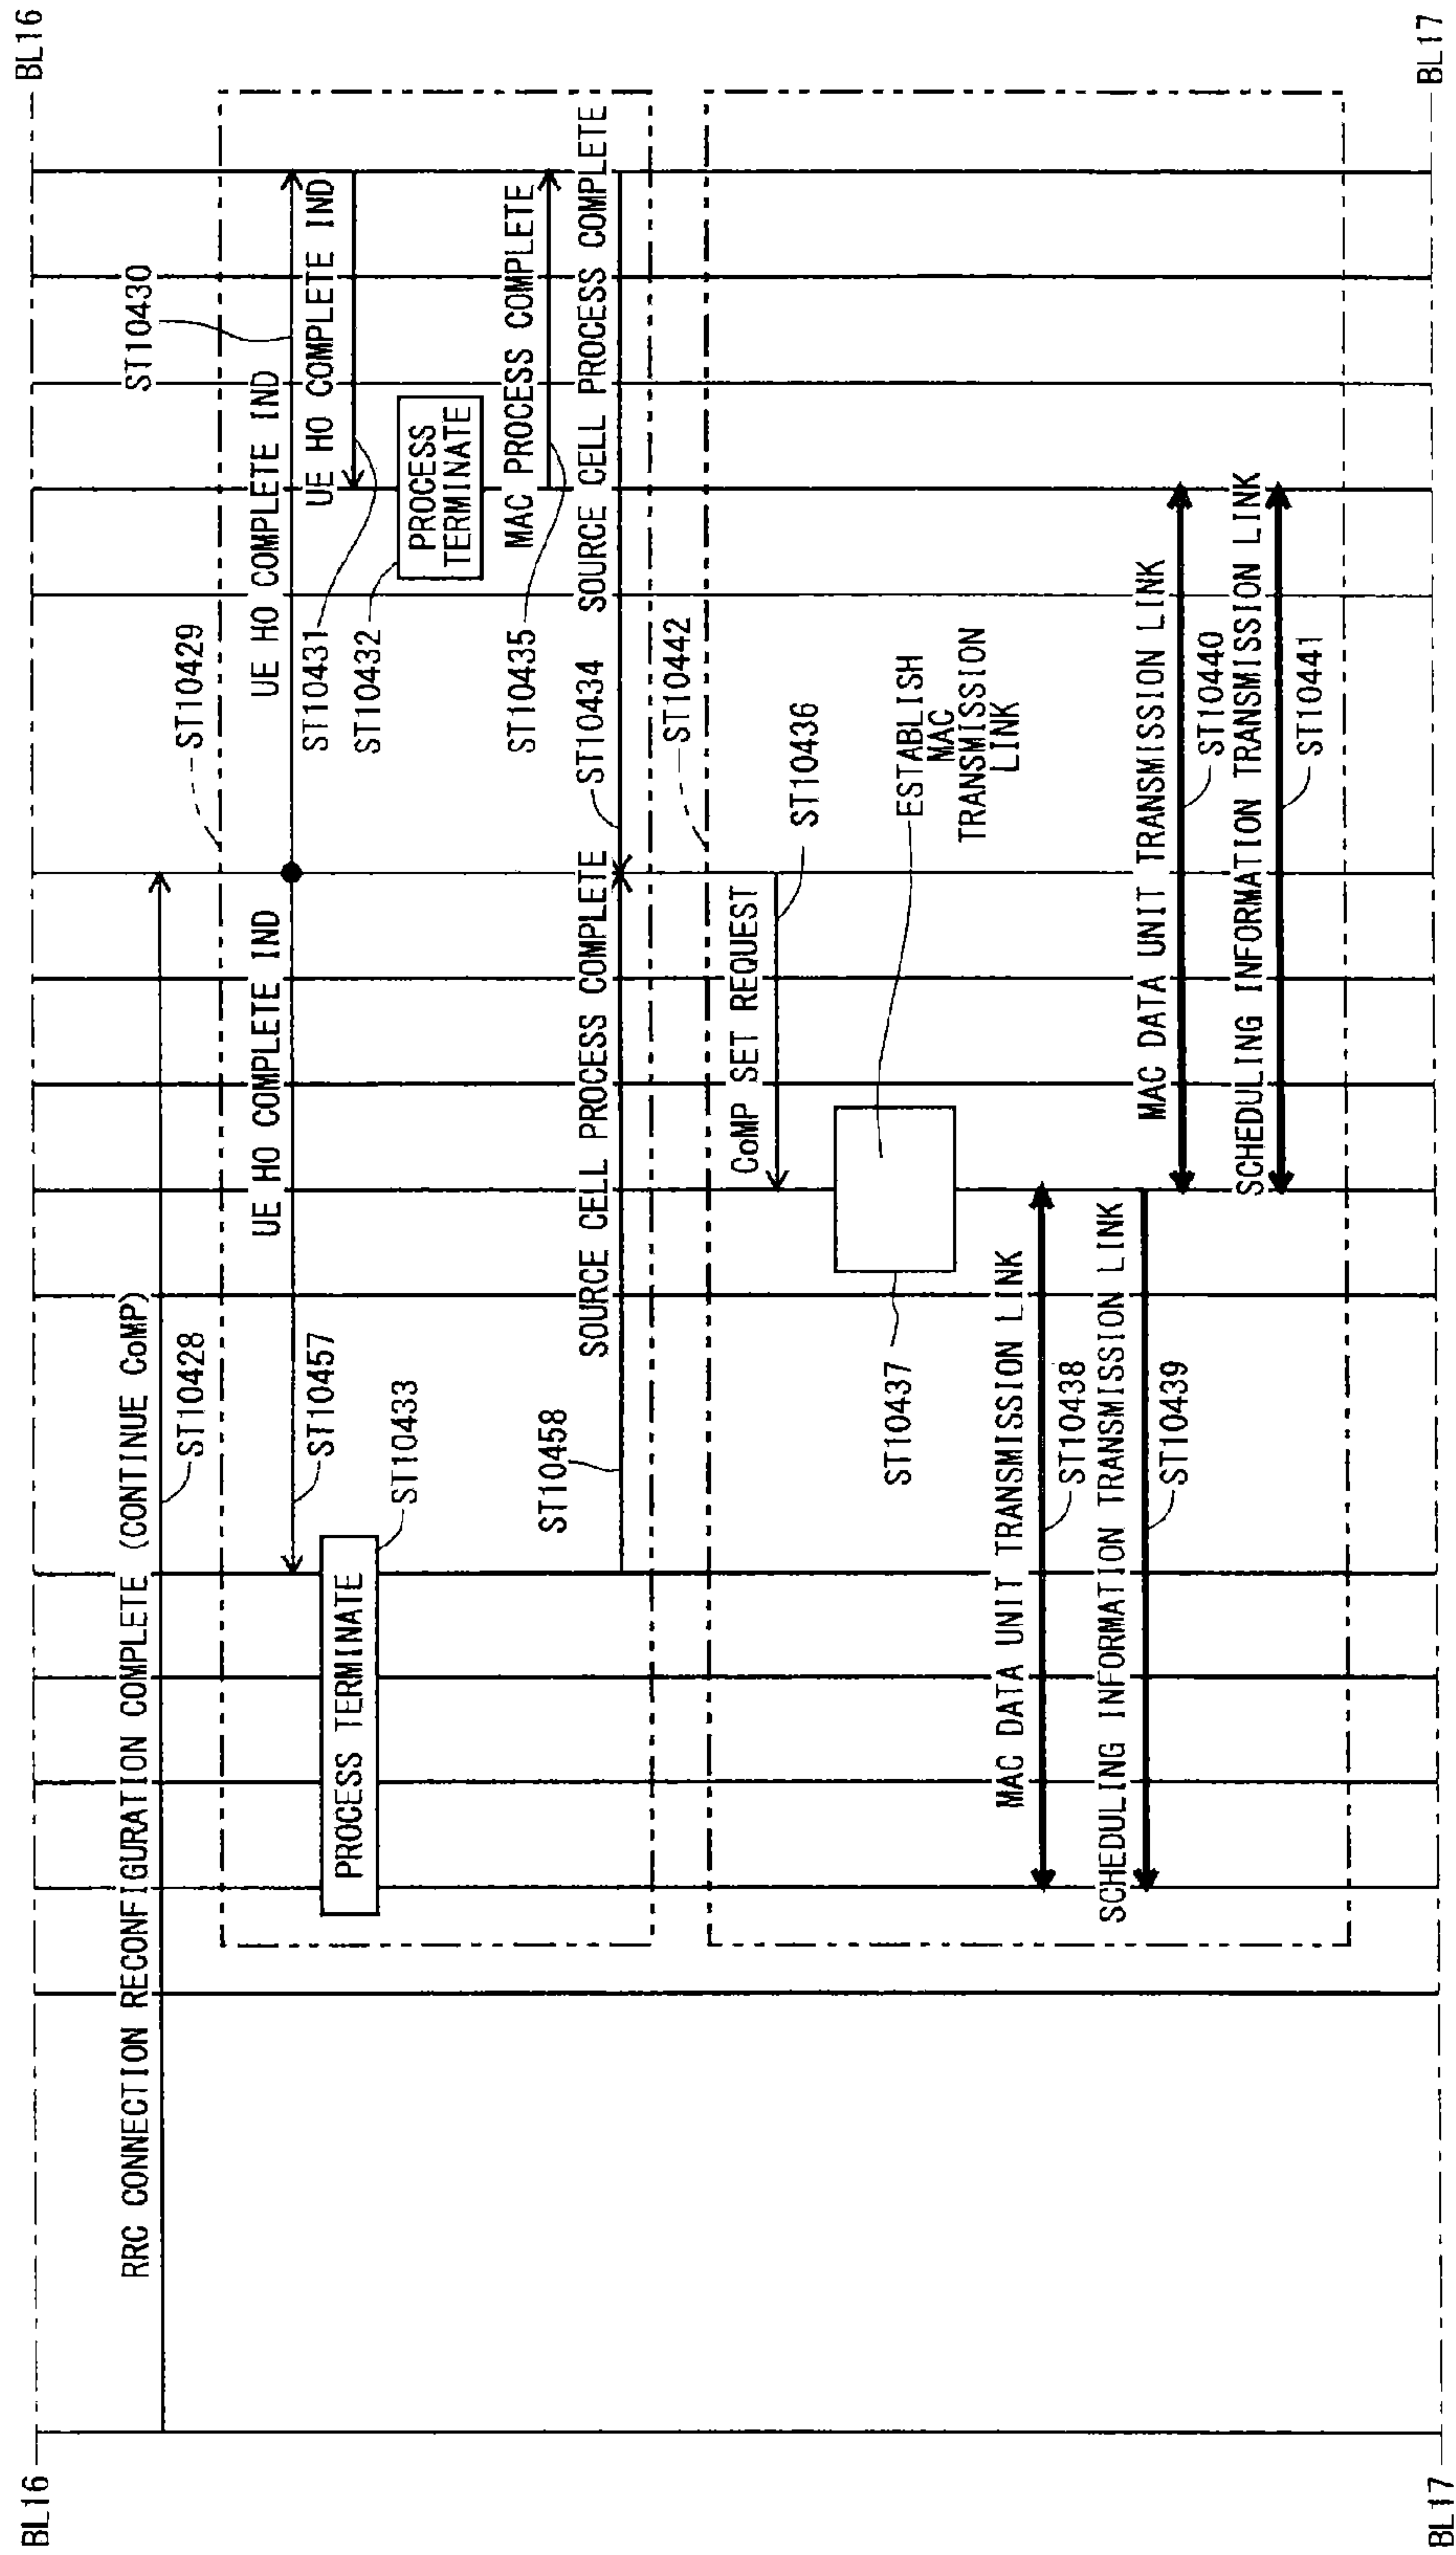 BL16
BL16
RRC CONNECTION RECONFIGURATION COMPLETE (CONTINUE CoMP)
ST10428
ST10430
ST10429
UE HO COMPLETE IND
UE HO COMPLETE IND
ST10457
ST10431
UE HO COMPLETE IND
PROCESS TERMINATE
ST10433
ST10432
PROCESS
TERMINATE
ST10435
MAC PROCESS COMPLETE
ST10458
SOURCE CELL PROCESS COMPLETE
ST10434
SOURCE CELL PROCESS COMPLETE
ST10442
CoMP SET REQUEST
ST10436
ST10437
ESTABLISH
MAC
TRANSMISSION
LINK
MAC DATA UNIT TRANSMISSION LINK
ST10438
SCHEDULING INFORMATION TRANSMISSION LINK
ST10439
MAC DATA UNIT TRANSMISSION LINK
ST10440
SCHEDULING INFORMATION TRANSMISSION LINK
ST10441
BL17
BL17